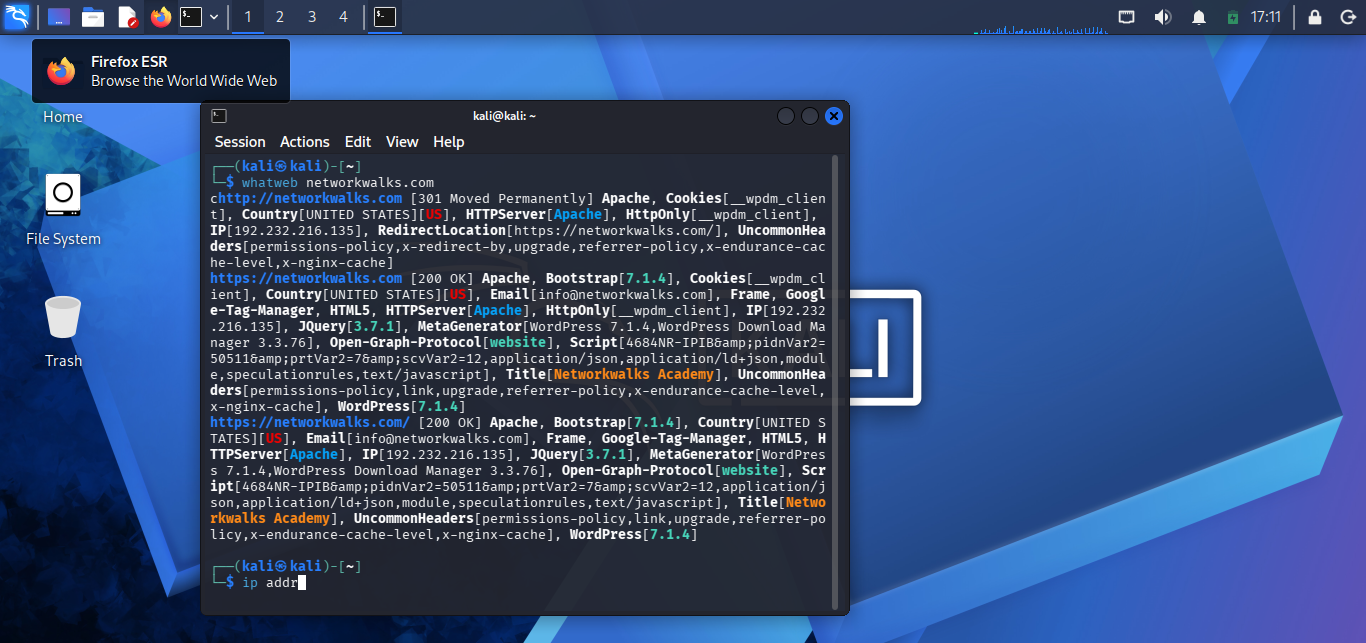 1 2 3 4
17:11
Firefox ESR
Browse the World Wide Web
Home
File System
Trash
kali@kali: ~
Session Actions Edit View Help
┌──(kali㉿kali)-[~]
└─$ whatweb networkwalks.com
chttp://networkwalks.com [301 Moved Permanently] Apache, Cookies[__wpdm_clien
t], Country[UNITED STATES][US], HTTPServer[Apache], HttpOnly[__wpdm_client],
IP[192.232.216.135], RedirectLocation[https://networkwalks.com/], UncommonHea
ders[permissions-policy,x-redirect-by,upgrade,referrer-policy,x-endurance-cac
he-level,x-nginx-cache]
https://networkwalks.com [200 OK] Apache, Bootstrap[7.1.4], Cookies[__wpdm_cl
ient], Country[UNITED STATES][US], Email[info@networkwalks.com], Frame, Googl
e-Tag-Manager, HTML5, HTTPServer[Apache], HttpOnly[__wpdm_client], IP[192.232
.216.135], JQuery[3.7.1], MetaGenerator[WordPress 7.1.4,WordPress Download Ma
nager 3.3.76], Open-Graph-Protocol[website], Script[4684NR-IPIB&amp;pidnVar2=
50511&amp;prtVar2=7&amp;scvVar2=12,application/json,application/ld+json,modul
e,speculationrules,text/javascript], Title[Networkwalks Academy], UncommonHea
ders[permissions-policy,link,upgrade,referrer-policy,x-endurance-cache-level,
x-nginx-cache], WordPress[7.1.4]
https://networkwalks.com/ [200 OK] Apache, Bootstrap[7.1.4], Country[UNITED S
TATES][US], Email[info@networkwalks.com], Frame, Google-Tag-Manager, HTML5, H
TTPServer[Apache], IP[192.232.216.135], JQuery[3.7.1], MetaGenerator[WordPres
s 7.1.4,WordPress Download Manager 3.3.76], Open-Graph-Protocol[website], Scr
ipt[4684NR-IPIB&amp;pidnVar2=50511&amp;prtVar2=7&amp;scvVar2=12,application/j
son,application/ld+json,module,speculationrules,text/javascript], Title[Netwo
rkwalks Academy], UncommonHeaders[permissions-policy,link,upgrade,referrer-po
licy,x-endurance-cache-level,x-nginx-cache], WordPress[7.1.4]
┌──(kali㉿kali)-[~]
└─$ ip addr
LI